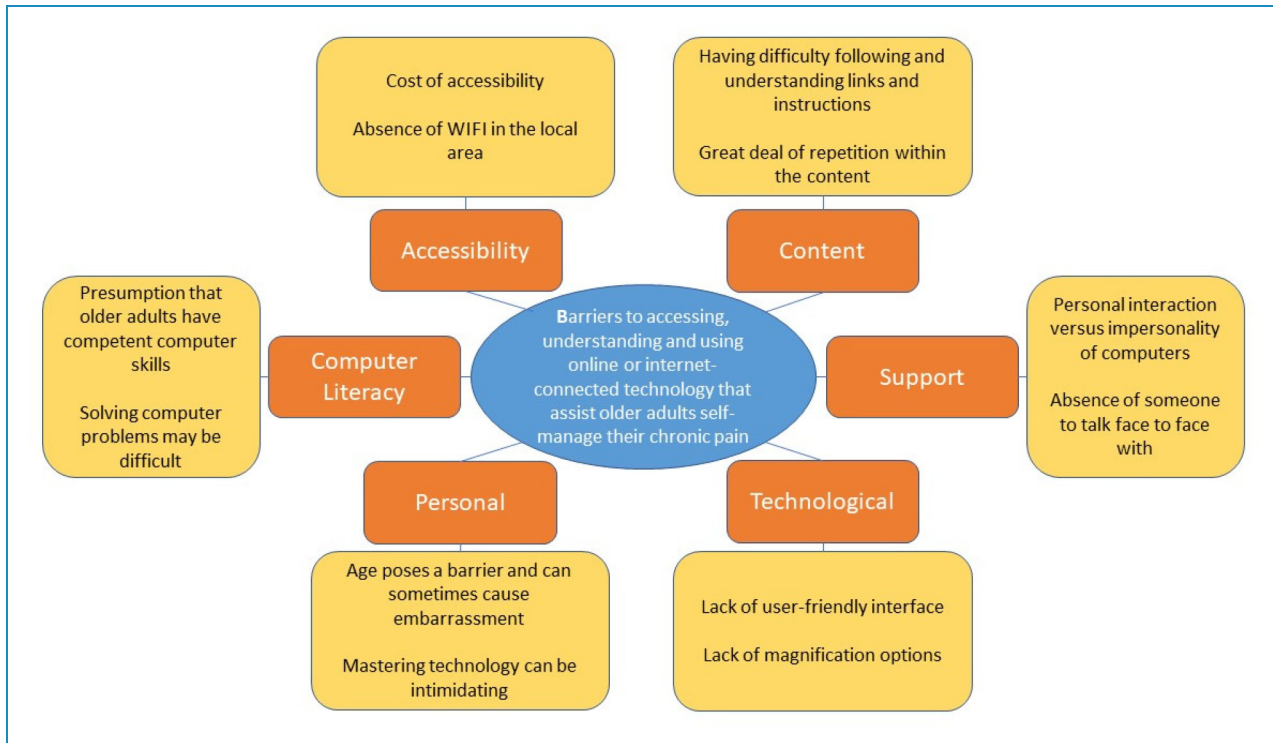 Cost of accessibility
Absence of WIFI in the local
area
Having difficulty following and
understanding links and
instructions
Great deal of repetition within
the content
Accessibility
Content
Presumption that
older adults have
competent computer
skills
Solving computer
problems may be
difficult
Computer
Literacy
Barriers to accessing,
understanding and using
online or internet-
connected technology that
assist older adults self-
manage their chronic pain
Support
Personal interaction
versus impersonality
of computers
Absence of someone
to talk face to face
with
Personal
Technological
Age poses a barrier and can
sometimes cause
embarrassment
Mastering technology can be
intimidating
Lack of user-friendly interface
Lack of magnification options